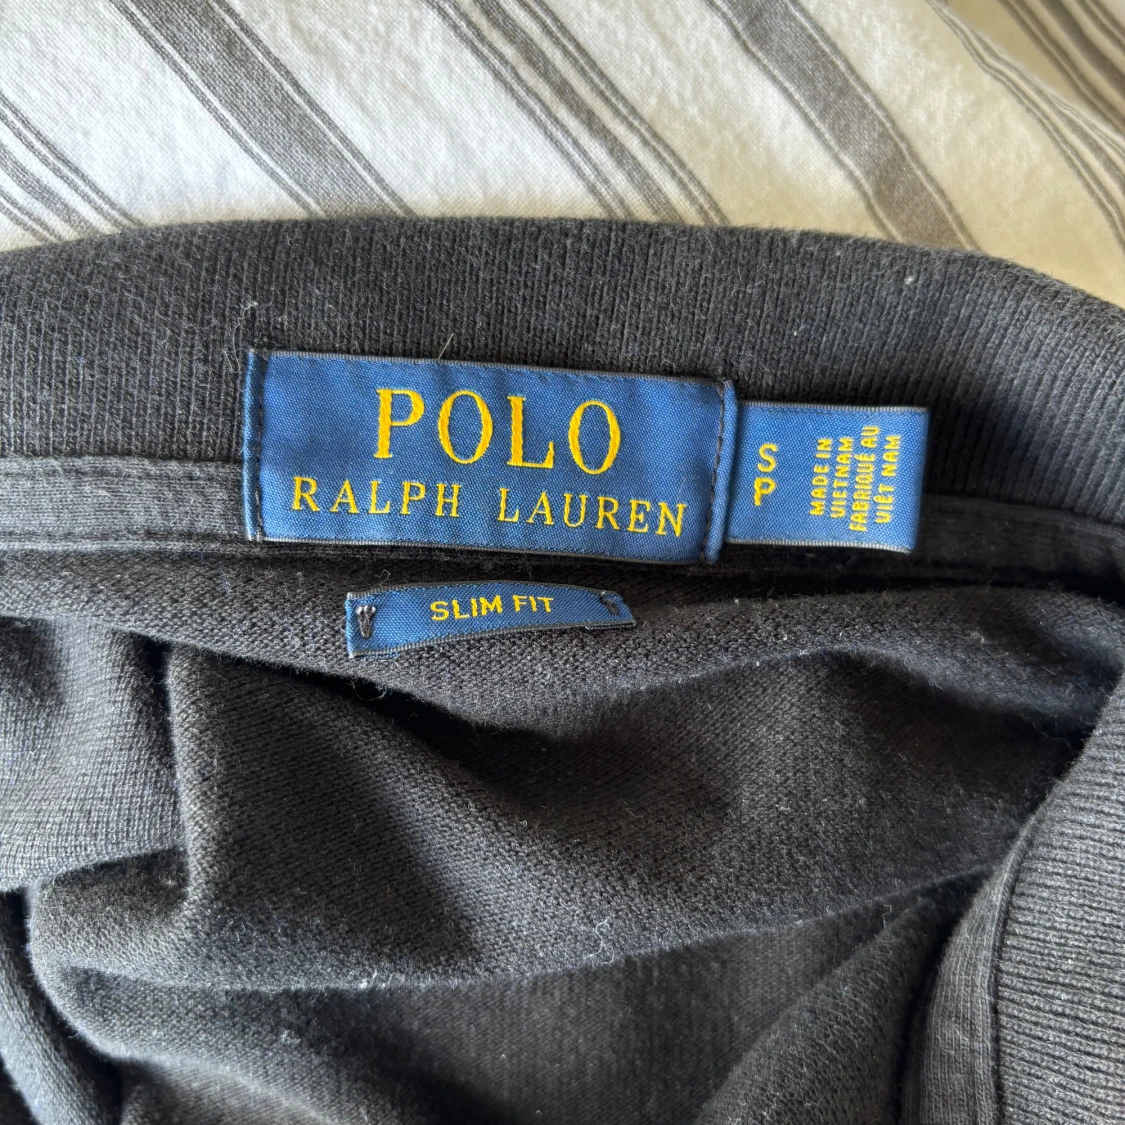 POLO
RALPH LAUREN
S
P
MADE IN
VIETNAM
FABRIQUÉ AU
VIÊT NAM
SLIM FIT